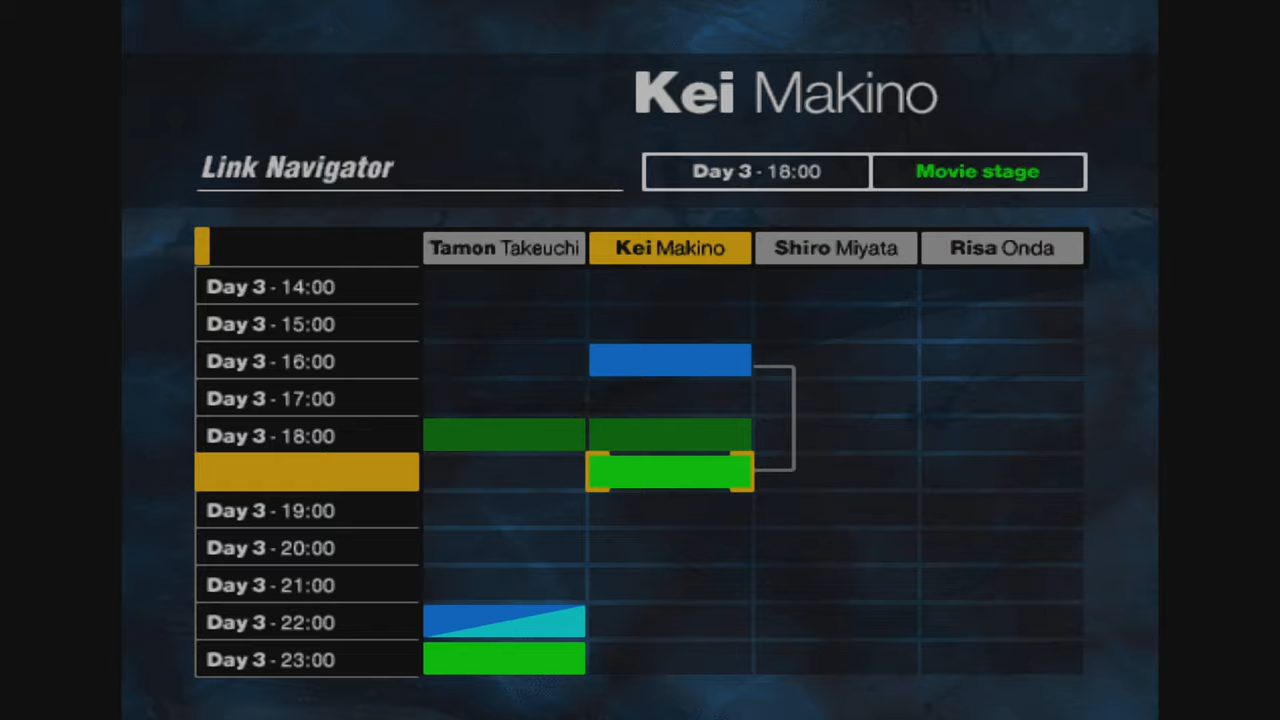 Kei Makino
Link Navigator
Day 3 - 18:00 Movie stage
Tamon Takeuchi Kei Makino Shiro Miyata Risa Onda
Day 3 - 14:00
Day 3 - 15:00
Day 3 - 16:00
Day 3 - 17:00
Day 3 - 18:00
Day 3 - 19:00
Day 3 - 20:00
Day 3 - 21:00
Day 3 - 22:00
Day 3 - 23:00